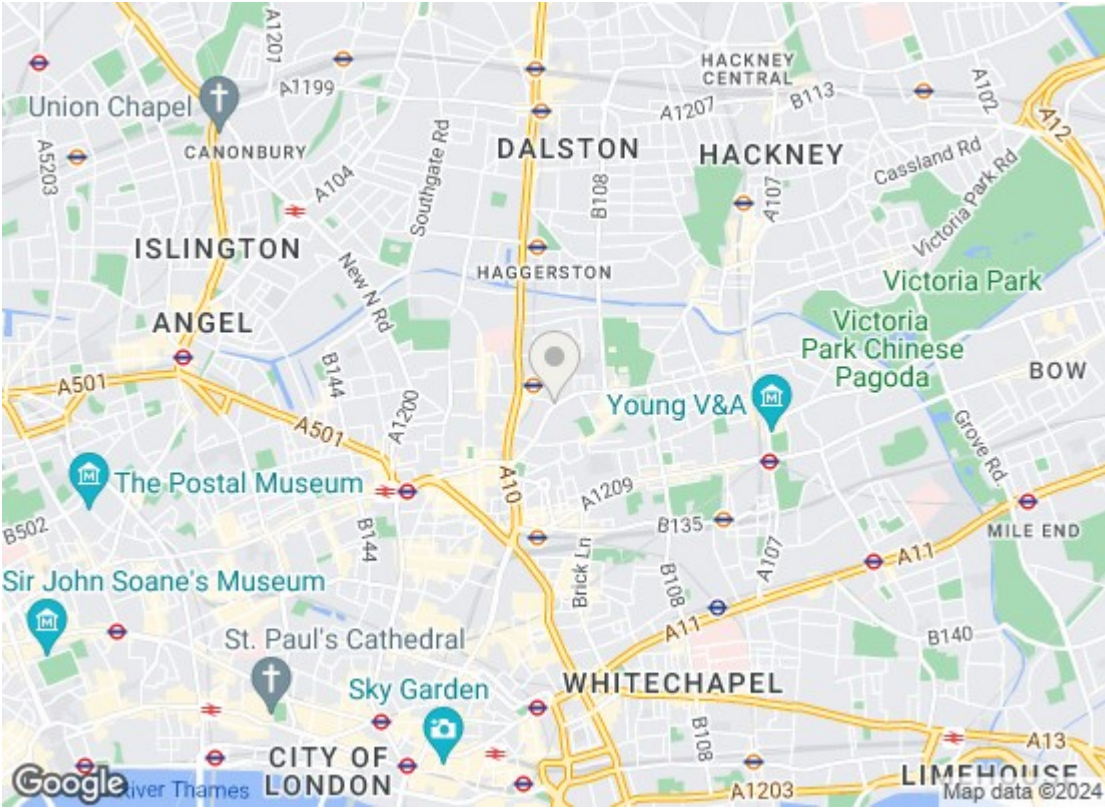 A1201
HACKNEY
CENTRAL
A1199
Union Chapel
A102
B113
A1207
A12
A5203
CANONBURY
DALSTON
HACKNEY
Cassland Rd
A104
Southgate Rd
B108
A107
Victoria Park Rd
ISLINGTON
New N Rd
HAGGERSTON
Victoria Park
ANGEL
Victoria
Park Chinese
Pagoda
BOW
B144
A501
A1200
Young V&A
Grove Rd
A501
A10
The Postal Museum
A1209
B502
B144
B135
MILE END
Brick Ln
A107
A11
Sir John Soane's Museum
B108
A11
B140
St. Paul's Cathedral
WHITECHAPEL
Sky Garden
B108
A13
CITY OF
LONDON
LIMEHOUSE
Google
River Thames
A1203
Map data ©2024